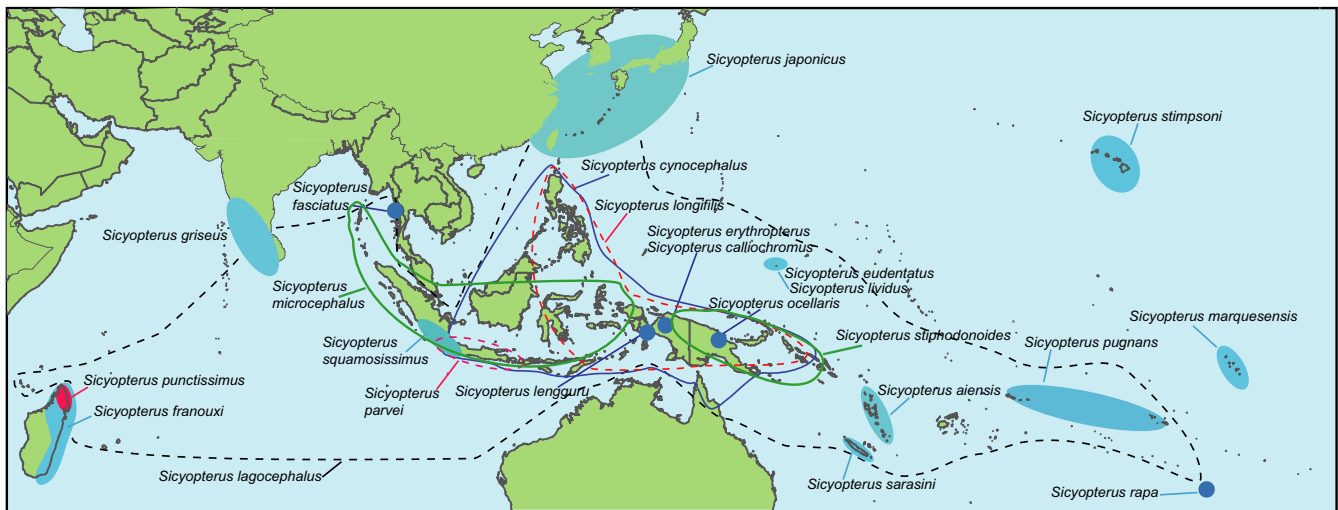 Sicyopterus japonicus
Sicyopterus stimpsoni
Sicyopterus cynocephalus
Sicyopterus
fasciatus
Sicyopterus longifilis
Sicyopterus griseus
Sicyopterus erythropterus
Sicyopterus calliochromus
Sicyopterus eudentatus
Sicyopterus lividus
Sicyopterus
microcephalus
Sicyopterus ocellaris
Sicyopterus marquesensis
Sicyopterus
squamosissimus
Sicyopterus stiphodonoides
Sicyopterus pugnans
Sicyopterus punctissimus
Sicyopterus
parvei
Sicyopterus lengguru
Sicyopterus aiensis
Sicyopterus franouxi
Sicyopterus lagocephalus
Sicyopterus sarasini
Sicyopterus rapa